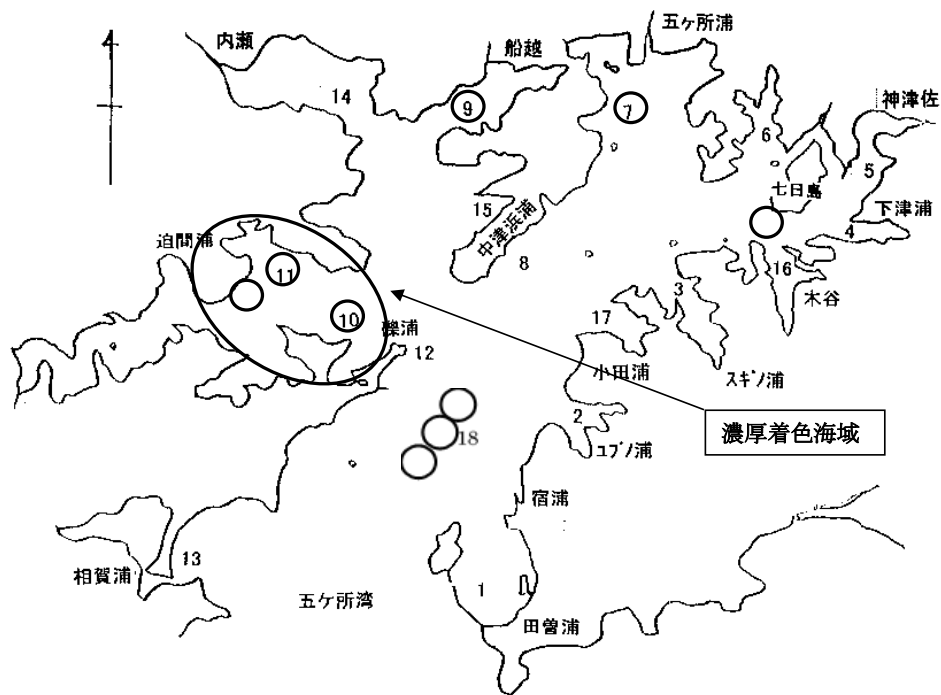 五ケ所浦
内瀬
船越
14
9
7
神津佐
6
5
七日島
下津浦
15
中津浜浦
4
迫間浦
8
16
11
3
木谷
10
礫浦
17
12
小田浦
スギノ浦
2
18
濃厚着色海域
ユブノ浦
宿浦
13
相賀浦
1
五ケ所湾
田曽浦